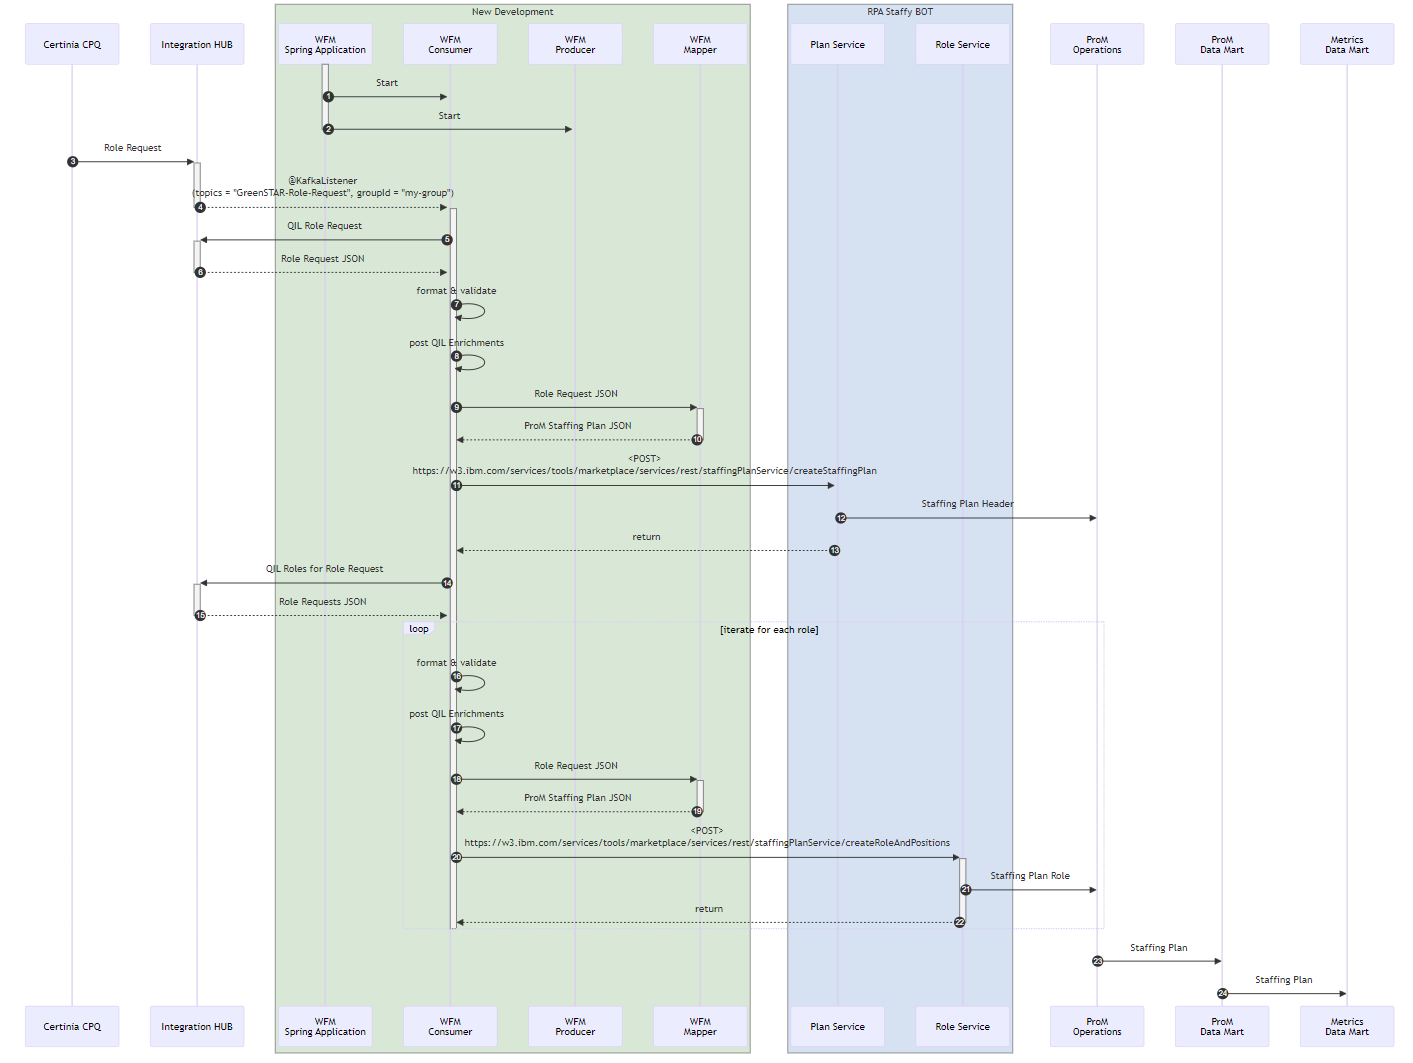 New Development
RPA Staffy BOT
Certinia CPQ
Integration HUB
WFM
Spring Application
WFM
Consumer
WFM
Producer
WFM
Mapper
Plan Service
Role Service
ProM
Operations
ProM
Data Mart
Metrics
Data Mart
Start
1
Start
2
Role Request
3
@KafkaListener
(topics = "GreenSTAR-Role-Request", groupId = "my-group")
4
QIL Role Request
5
Role Request JSON
6
format & validate
7
post QIL Enrichments
8
Role Request JSON
9
ProM Staffing Plan JSON
10
<POST>
https://w3.ibm.com/services/tools/marketplace/services/rest/staffingPlanService/createStaffingPlan
11
Staffing Plan Header
12
return
13
QIL Roles for Role Request
14
Role Requests JSON
15
loop
[iterate for each role]
format & validate
16
post QIL Enrichments
17
Role Request JSON
18
ProM Staffing Plan JSON
19
<POST>
https://w3.ibm.com/services/tools/marketplace/services/rest/staffingPlanService/createRoleAndPositions
20
Staffing Plan Role
21
return
22
Staffing Plan
23
Staffing Plan
24
Certinia CPQ
Integration HUB
WFM
Spring Application
WFM
Consumer
WFM
Producer
WFM
Mapper
Plan Service
Role Service
ProM
Operations
ProM
Data Mart
Metrics
Data Mart